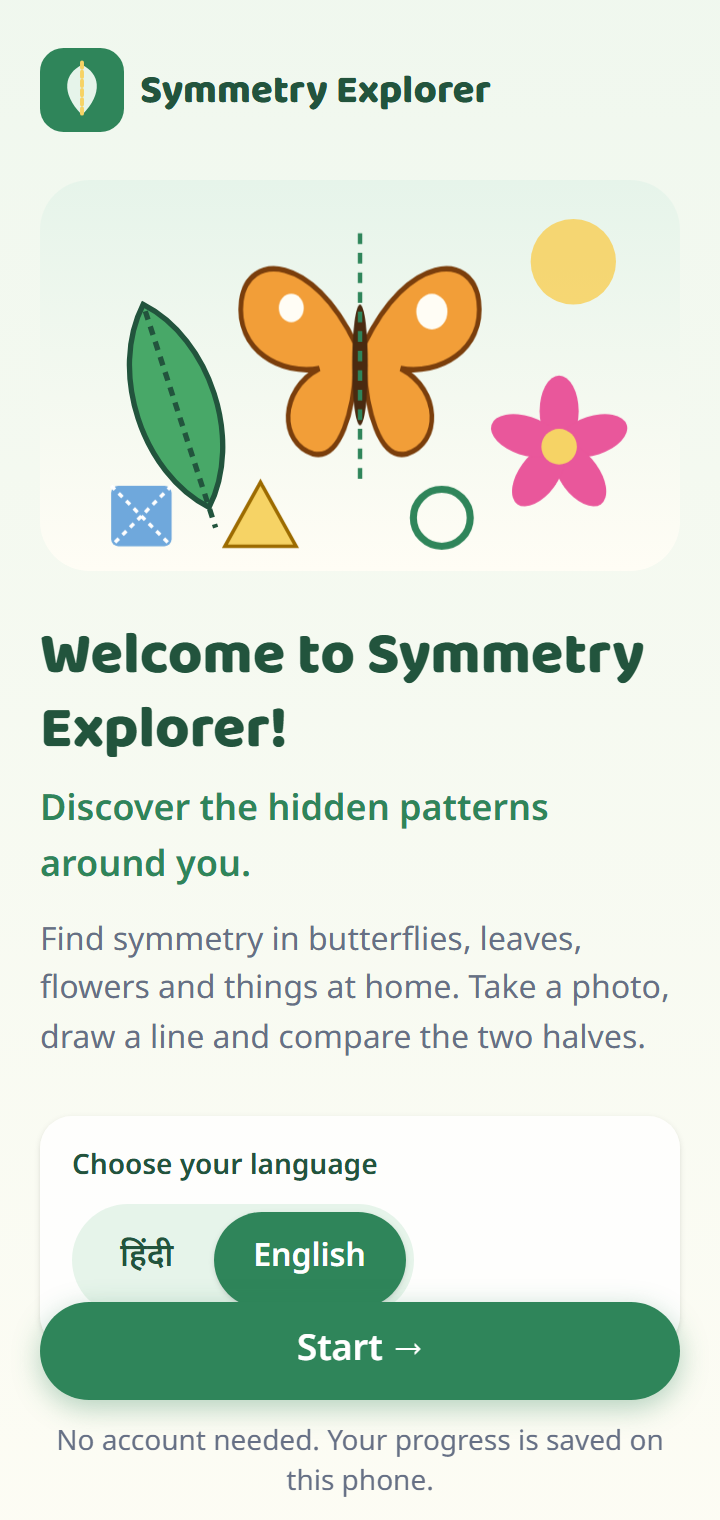 Symmetry Explorer
Welcome to Symmetry
Explorer!
Discover the hidden patterns
around you.
Find symmetry in butterflies, leaves,
flowers and things at home. Take a photo,
draw a line and compare the two halves.
Choose your language
हिंदी English
Start →
No account needed. Your progress is saved on
this phone.